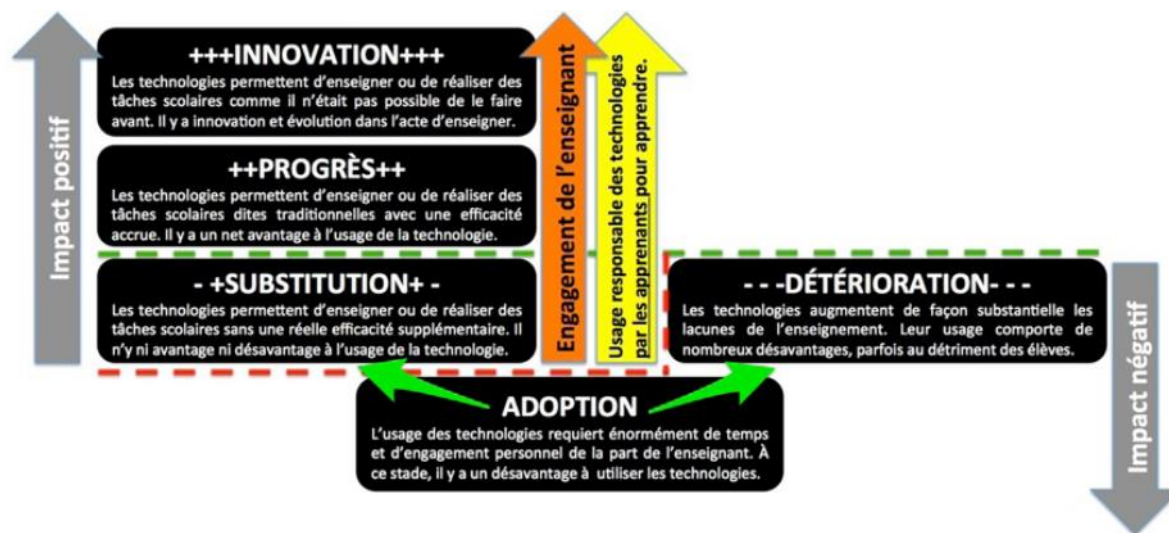 Impact positif
+++INNOVATION+++
Les technologies permettent d'enseigner ou de réaliser des
tâches scolaires comme il n'était pas possible de le faire
avant. Il y a innovation et évolution dans l'acte d'enseigner.
++PROGRÈS++
Les technologies permettent d'enseigner ou de réaliser des
tâches scolaires dites traditionnelles avec une efficacité
accrue. Il y a un net avantage à l'usage de la technologie.
- +SUBSTITUTION+ -
Les technologies permettent d'enseigner ou de réaliser des
tâches scolaires sans une réelle efficacité supplémentaire. Il
n'y ni avantage ni désavantage à l'usage de la technologie.
Engagement de l'enseignant
Usage responsable des technologies
par les apprenants pour apprendre.
- - -DÉTÉRIORATION- - -
Les technologies augmentent de façon substantielle les
lacunes de l'enseignement. Leur usage comporte de
nombreux désavantages, parfois au détriment des élèves.
Impact négatif
ADOPTION
L'usage des technologies requiert énormément de temps
et d'engagement personnel de la part de l'enseignant. À
ce stade, il y a un désavantage à utiliser les technologies.